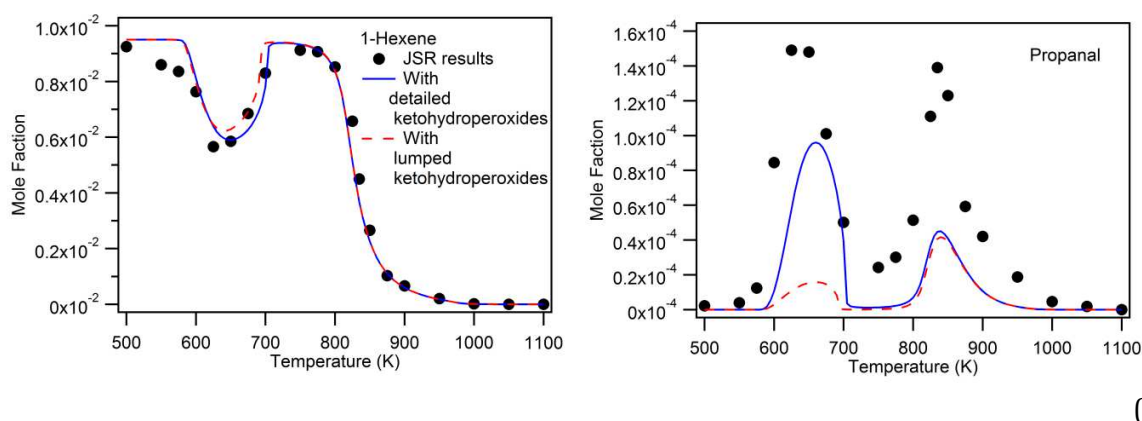 1.0x10-2
0.8x10-2
0.6x10-2
0.4x10-2
0.2x10-2
0x10-2
Mole Faction
500 600 700 800 900 1000 1100
Temperature (K)
1-Hexene
JSR results
With
detailed
ketohydroperoxides
With
lumped
ketohydroperoxides
1.6x10-4
1.4x10-4
1.2x10-4
1.0x10-4
0.8x10-4
0.6x10-4
0.4x10-4
0.2x10-4
0x10-4
Mole Faction
500 600 700 800 900 1000 1100
Temperature (K)
Propanal